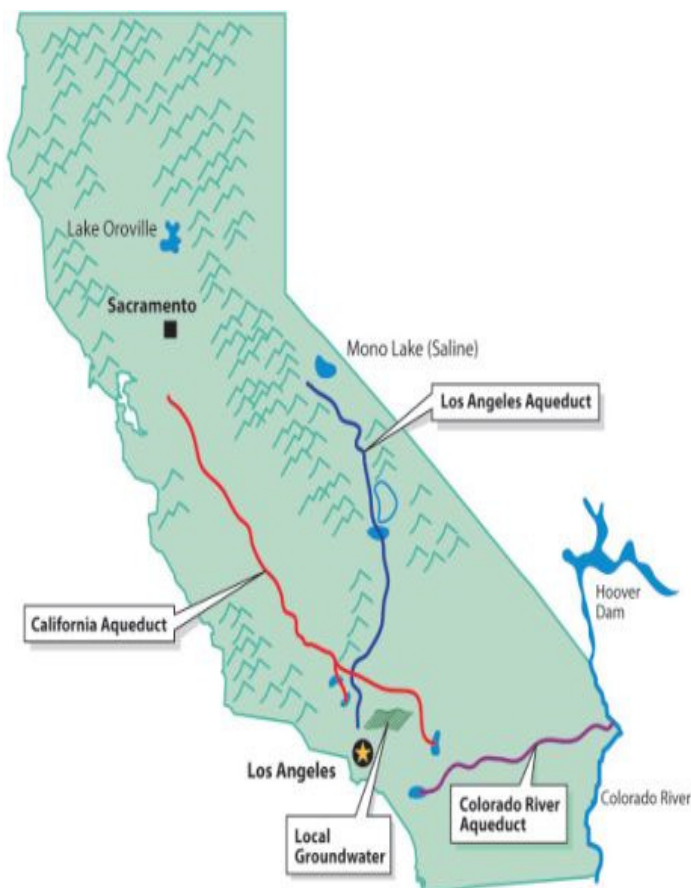 Lake Oroville
Sacramento
Mono Lake (Saline)
Los Angeles Aqueduct
Hoover
Dam
California Aqueduct
Los Angeles
Colorado River
Aqueduct
Colorado River
Local
Groundwater